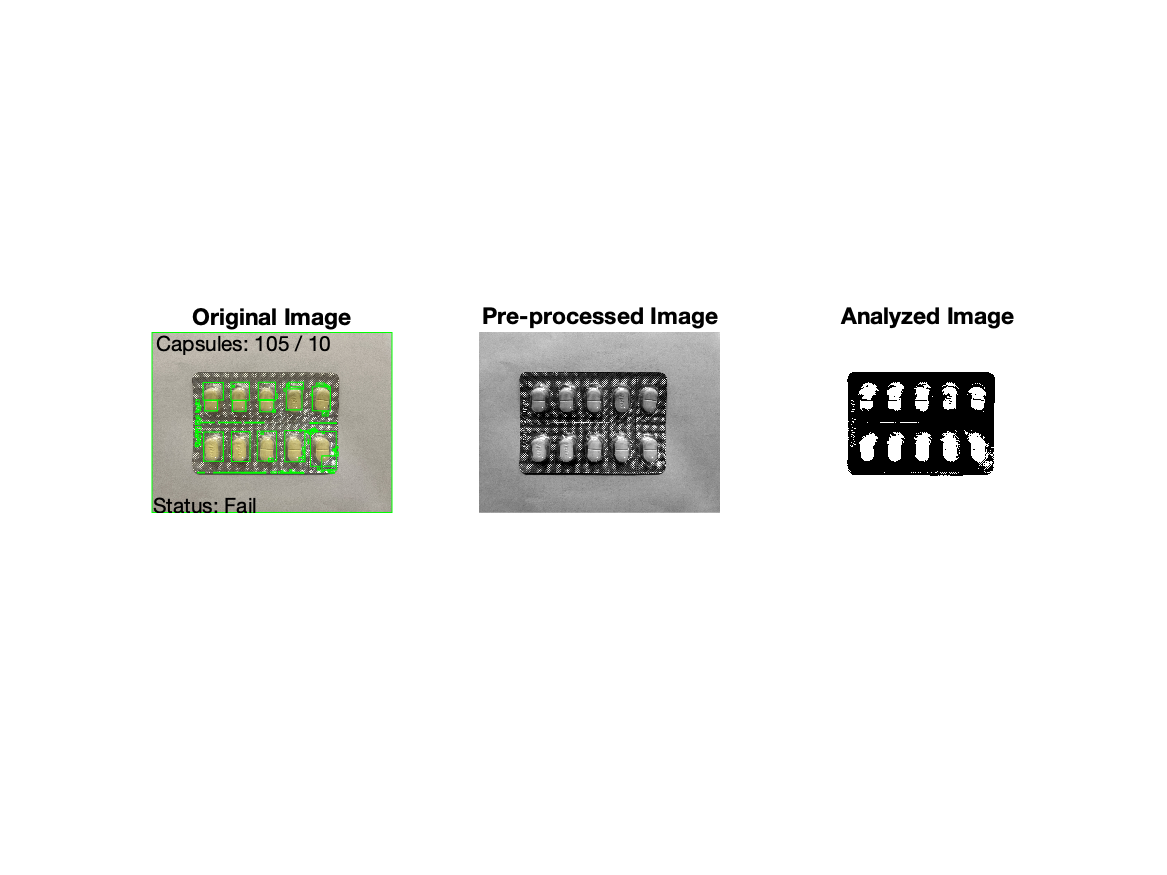 Original Image
Pre-processed Image
Analyzed Image
Capsules: 105 / 10
Status: Fail